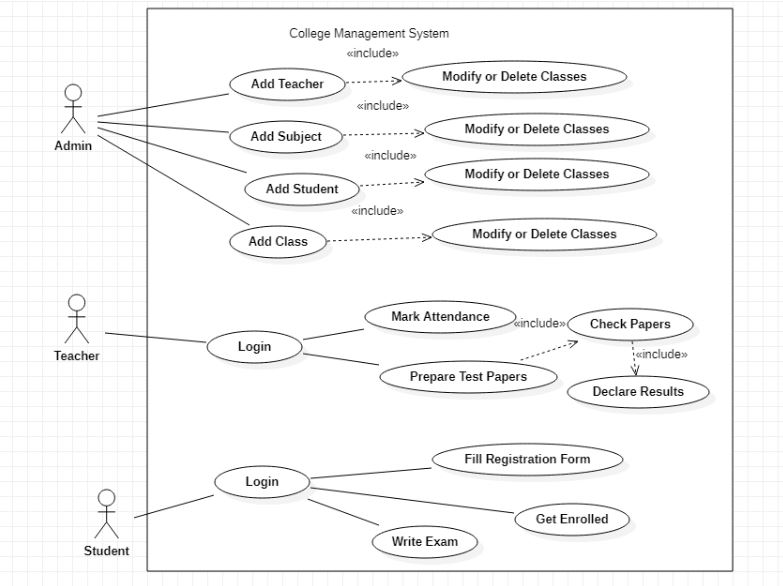 College Management System
«include»
Add Teacher
Modify or Delete Classes
«include»
Add Subject
Modify or Delete Classes
Admin
«include»
Add Student
Modify or Delete Classes
«include»
Add Class
Modify or Delete Classes
Mark Attendance
«include»
Check Papers
Teacher
Login
«include»
Prepare Test Papers
Declare Results
Fill Registration Form
Login
Get Enrolled
Student
Write Exam